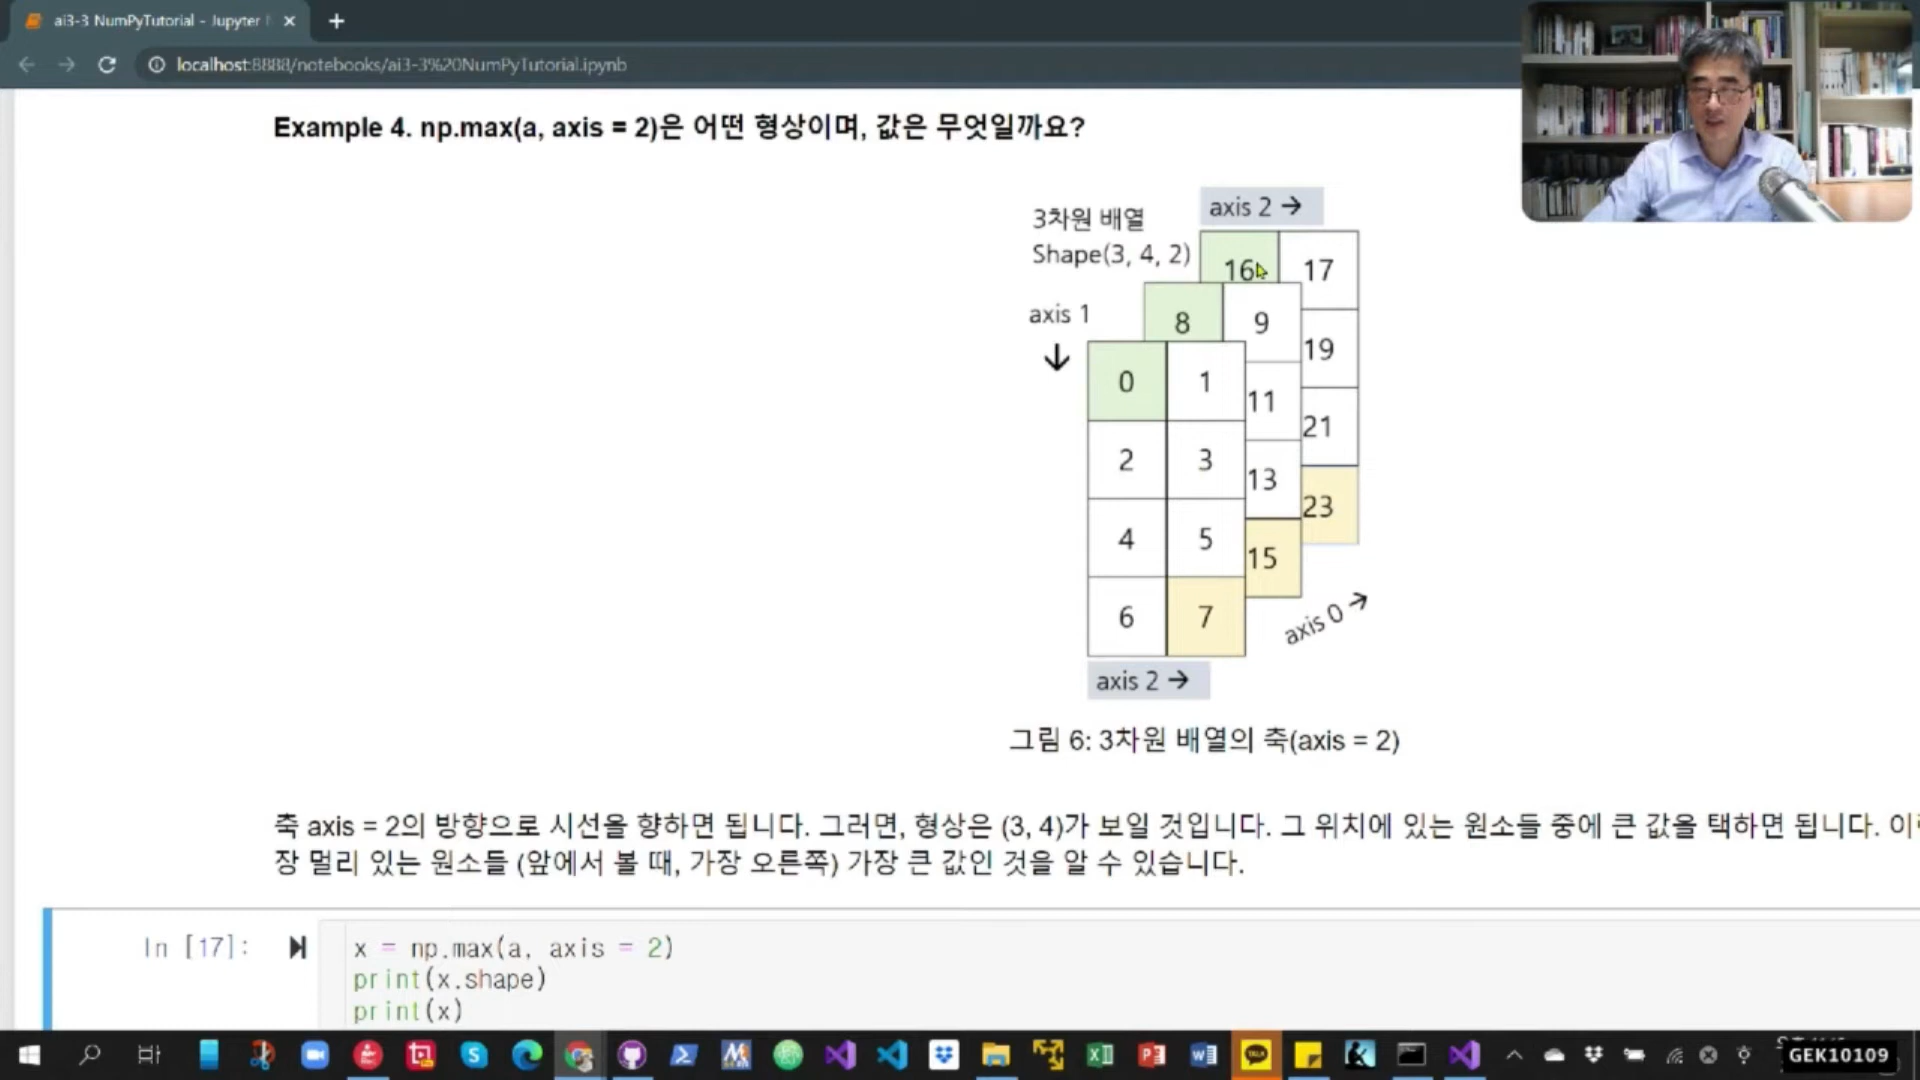 ai3-3 NumPyTutorial - Jupyter
localhost:8888/notebooks/ai3-3%20NumPyTutorial.ipynb
Example 4. np.max(a, axis = 2)은 어떤 형상이며, 값은 무엇일까요?
axis 2 →
3차원 배열
Shape(3, 4, 2)
16 17
axis 1
8 9
19
0 1
11
21
2 3
13
23
4 5
15
6 7
axis 0 →
axis 2 →
그림 6: 3차원 배열의 축(axis = 2)
축 axis = 2의 방향으로 시선을 향하면 됩니다. 그러면, 형상은 (3, 4)가 보일 것입니다. 그 위치에 있는 원소들 중에 큰 값을 택하면 됩니다.
장 멀리 있는 원소들 (앞에서 볼 때, 가장 오른쪽) 가장 큰 값인 것을 알 수 있습니다.
In [17]:
x = np.max(a, axis = 2)
print(x.shape)
print(x)
GEK10109